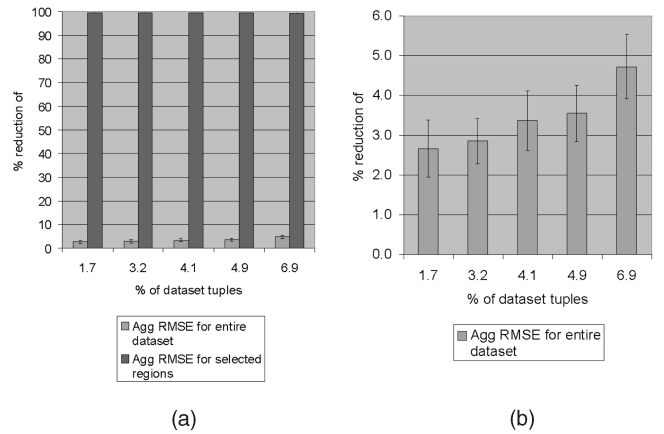 100
90
80
70
60
50
40
30
20
10
0
% reduction of
1.7 3.2 4.1 4.9 6.9
% of dataset tuples
Agg RMSE for entire
dataset
Agg RMSE for selected
regions
(a)
6.0
5.0
4.0
3.0
2.0
1.0
0.0
% reduction of
1.7 3.2 4.1 4.9 6.9
% of dataset tuples
Agg RMSE for entire
dataset
(b)